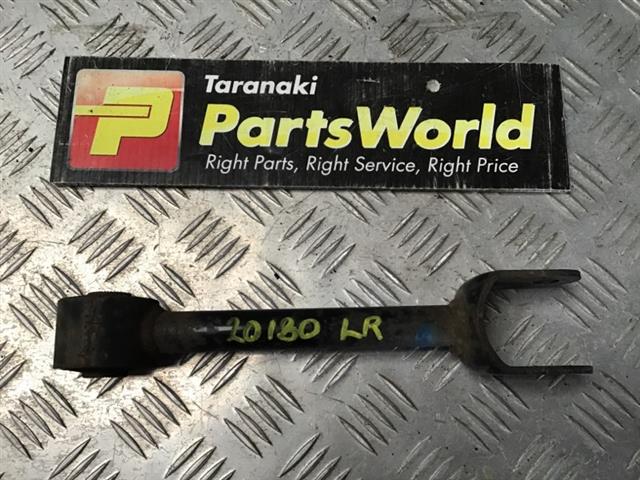 Taranaki
P PartsWorld
Right Parts, Right Service, Right Price
20180 LR